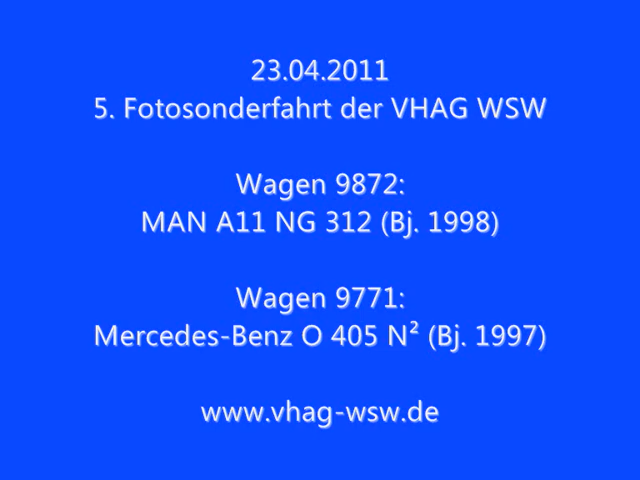 23.04.2011
5. Fotosonderfahrt der VHAG WSW
Wagen 9872:
MAN A11 NG 312 (Bj. 1998)
Wagen 9771:
Mercedes-Benz O 405 N² (Bj. 1997)
www.vhag-wsw.de